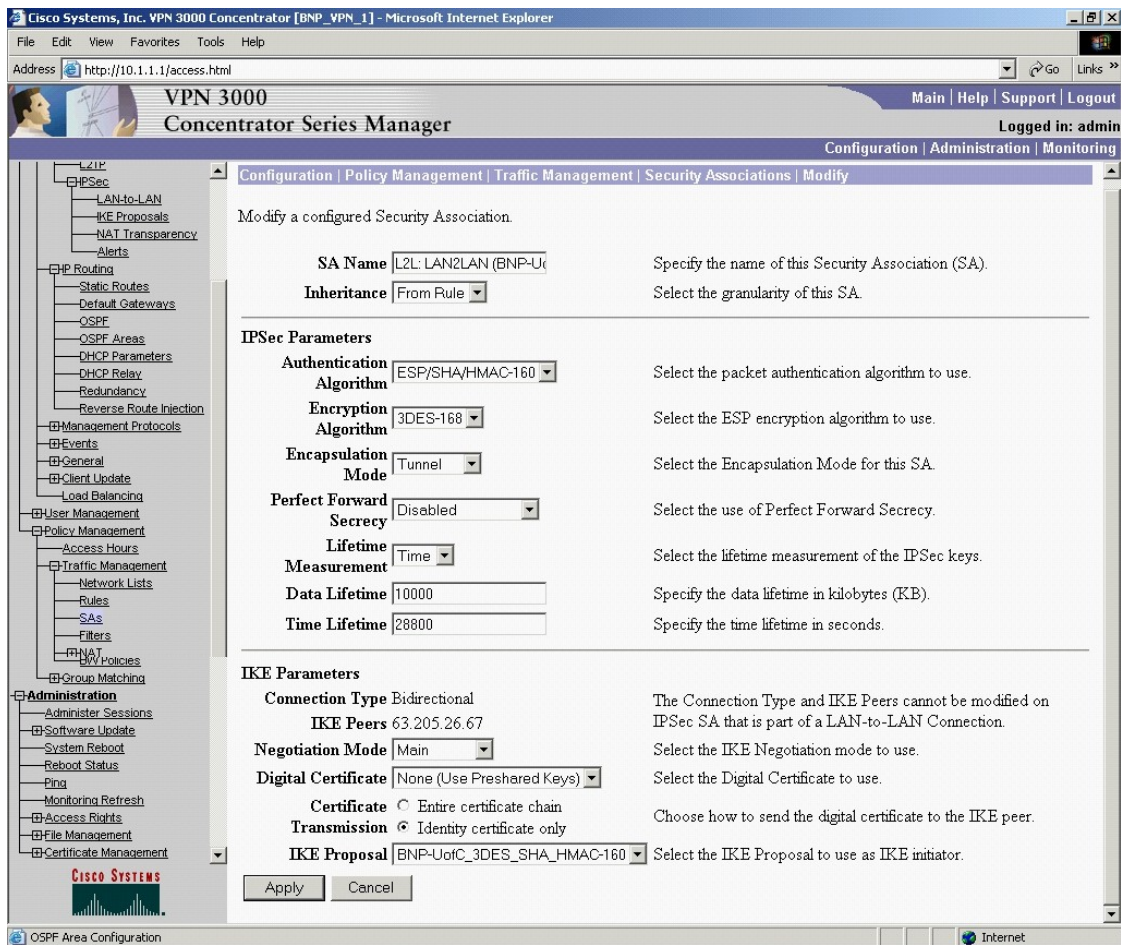 Cisco Systems, Inc. VPN 3000 Concentrator [BNP_VPN_1] - Microsoft Internet Explorer
File Edit View Favorites Tools Help
Address http://10.1.1.1/access.html Go Links »
VPN 3000
Concentrator Series Manager
Main | Help | Support | Logout
Logged in: admin
Configuration | Administration | Monitoring
L2TP
IPSec
LAN-to-LAN
IKE Proposals
NAT Transparency
Alerts
IP Routing
Static Routes
Default Gateways
OSPF
OSPF Areas
DHCP Parameters
DHCP Relay
Redundancy
Reverse Route Injection
Management Protocols
Events
General
Client Update
Load Balancing
User Management
Policy Management
Access Hours
Traffic Management
Network Lists
Rules
SAs
Filters
NAT
BW Policies
Group Matching
Administration
Administer Sessions
Software Update
System Reboot
Reboot Status
Ping
Monitoring Refresh
Access Rights
File Management
Certificate Management
CISCO SYSTEMS
Configuration | Policy Management | Traffic Management | Security Associations | Modify
Modify a configured Security Association.
SA Name L2L: LAN2LAN (BNP-Uo Specify the name of this Security Association (SA).
Inheritance From Rule Select the granularity of this SA.
IPSec Parameters
Authentication Algorithm ESP/SHA/HMAC-160 Select the packet authentication algorithm to use.
Encryption Algorithm 3DES-168 Select the ESP encryption algorithm to use.
Encapsulation Mode Tunnel Select the Encapsulation Mode for this SA.
Perfect Forward Secrecy Disabled Select the use of Perfect Forward Secrecy.
Lifetime Measurement Time Select the lifetime measurement of the IPSec keys.
Data Lifetime 10000 Specify the data lifetime in kilobytes (KB).
Time Lifetime 28800 Specify the time lifetime in seconds.
IKE Parameters
Connection Type Bidirectional The Connection Type and IKE Peers cannot be modified on
IKE Peers 63.205.26.67 IPSec SA that is part of a LAN-to-LAN Connection.
Negotiation Mode Main Select the IKE Negotiation mode to use.
Digital Certificate None (Use Preshared Keys) Select the Digital Certificate to use.
Certificate Transmission Entire certificate chain Choose how to send the digital certificate to the IKE peer.
Identity certificate only
IKE Proposal BNP-UofC_3DES_SHA_HMAC-160 Select the IKE Proposal to use as IKE initiator.
Apply Cancel
OSPF Area Configuration Internet